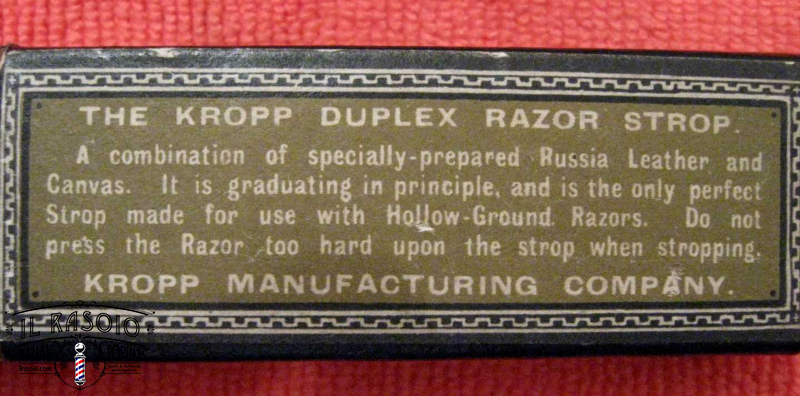 THE KROPP DUPLEX RAZOR STROP.
A combination of specially-prepared Russia Leather and
Canvas. It is graduating in principle, and is the only perfect
Strop made for use with Hollow-Ground Razors. Do not
press the Razor too hard upon the strop when stropping.
KROPP MANUFACTURING COMPANY.
IL RASOIO